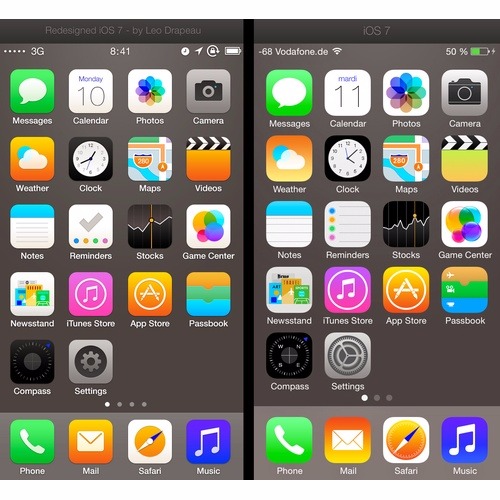 Redesigned iOS 7 - by Leo Drapeau
3G 8:41
Messages Calendar Photos Camera
Monday
10
Weather Clock Maps Videos
280
Notes Reminders Stocks Game Center
Newsstand iTunes Store App Store Passbook
Compass Settings
Phone Mail Safari Music
iOS 7
-68 Vodafone.de 50 %
Messages Calendar Photos Camera
mardi
11
Weather Clock Maps Videos
280
Notes Reminders Stocks Game Center
Newsstand iTunes Store App Store Passbook
N
W E
S
Compass Settings
Phone Mail Safari Music